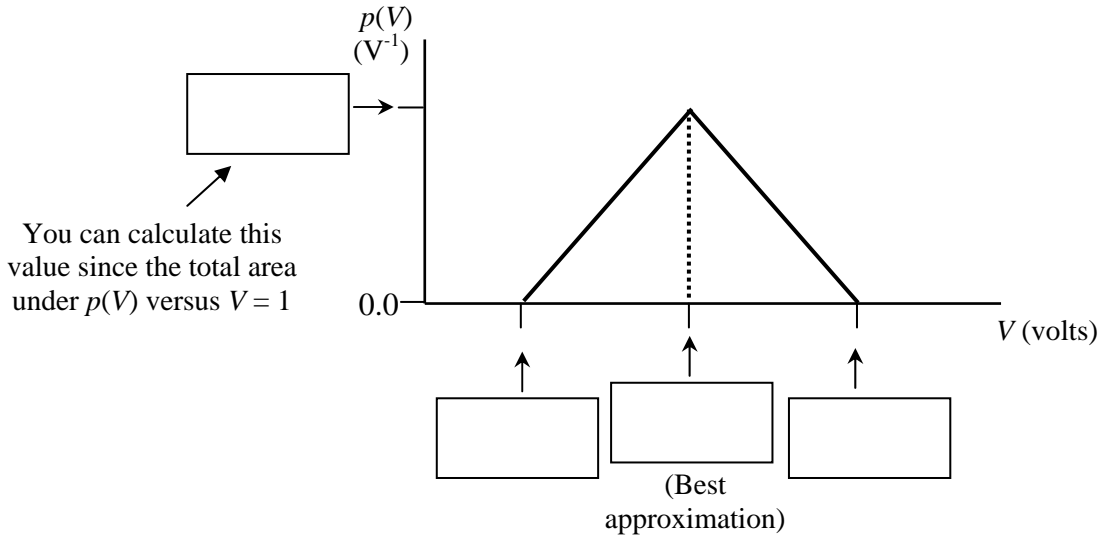 p(V)
(V⁻¹)
You can calculate this
value since the total area
under p(V) versus V = 1
0.0
V (volts)
(Best
approximation)